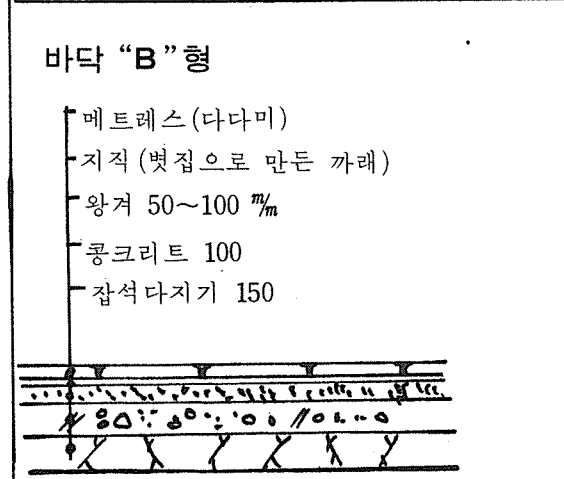 바닥 “B”형
메트레스(다다미)
지직(볏집으로 만든 까래)
왕겨 50~100 ㎜
콩크리트 100
잡석다지기 150